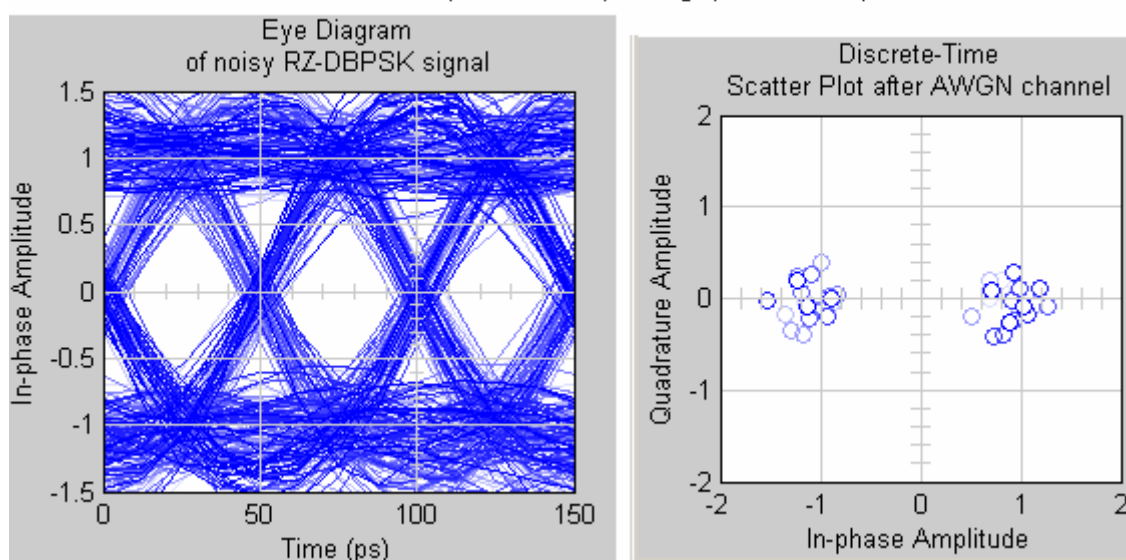 Eye Diagram
of noisy RZ-DBPSK signal
1.5
1
0.5
0
-0.5
-1
-1.5
0
50
100
150
In-phase Amplitude
Time (ps)
Discrete-Time
Scatter Plot after AWGN channel
2
1
0
-1
-2
-2
-1
0
1
2
Quadrature Amplitude
In-phase Amplitude